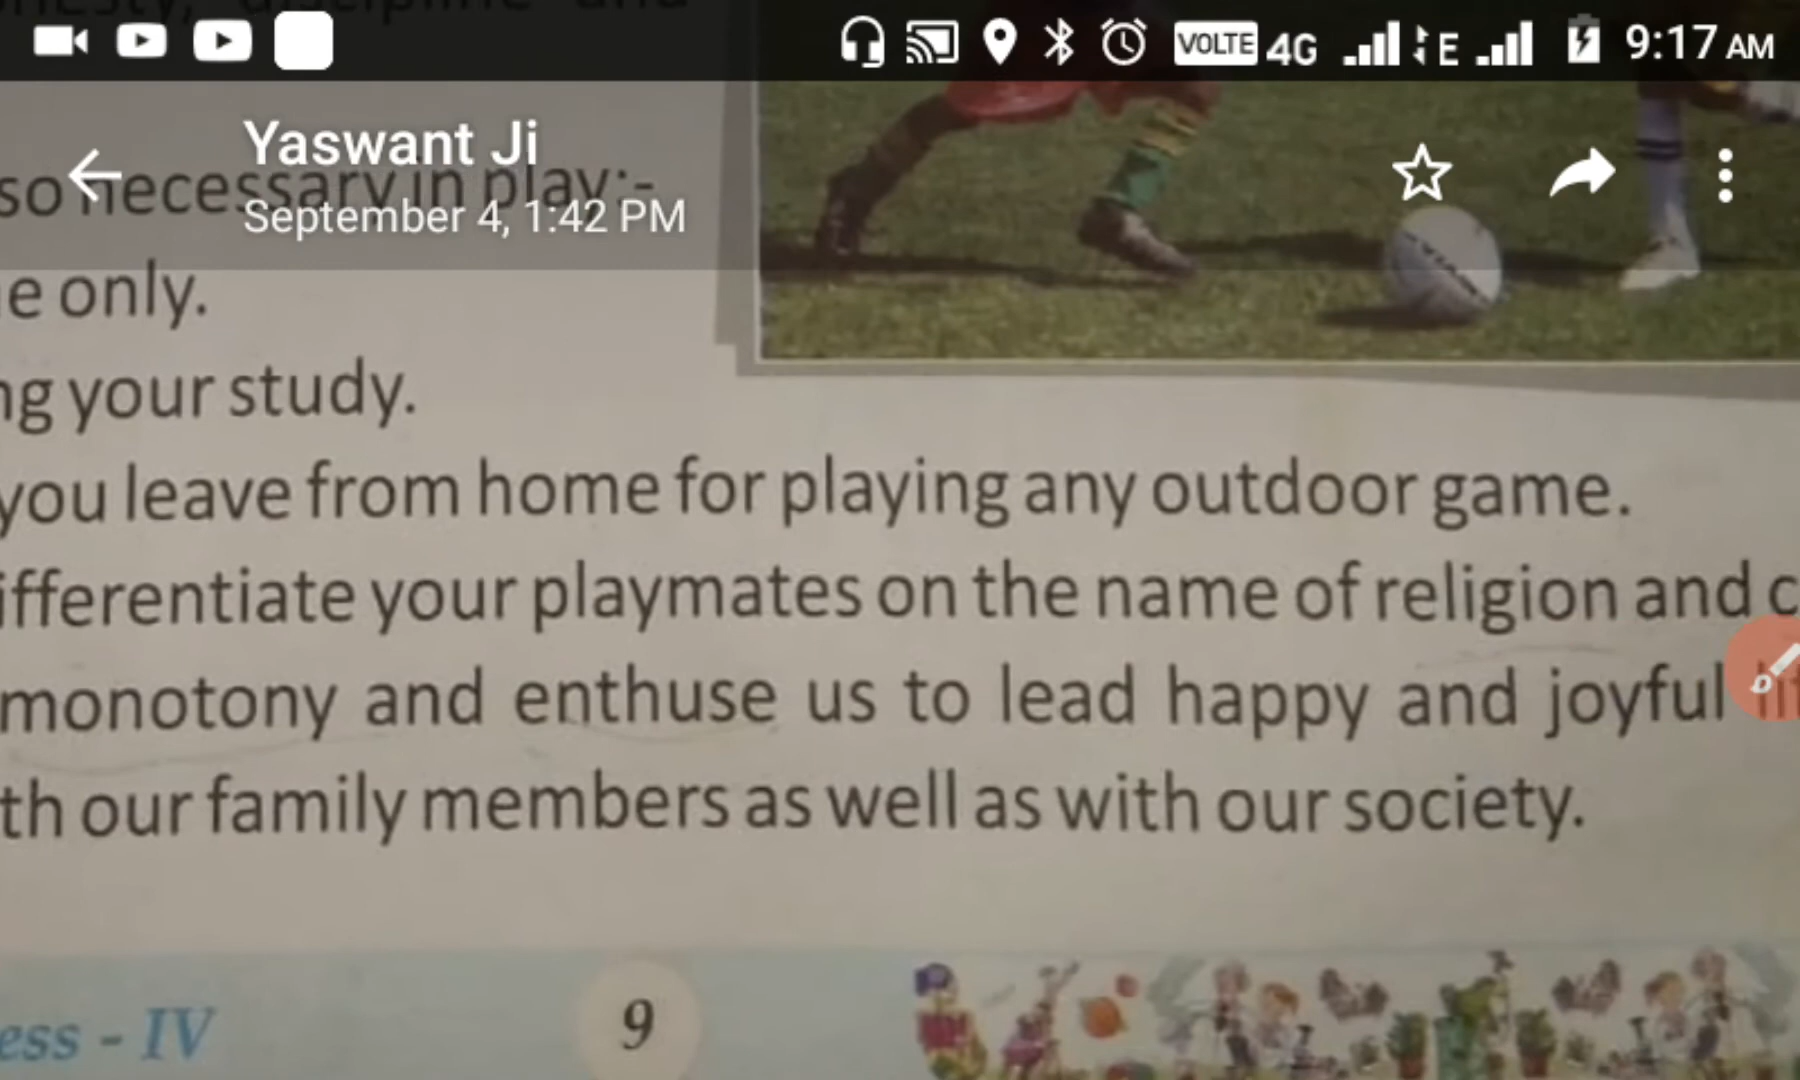 VOLTE 4G E 9:17 AM
Yaswant Ji
so necessary in play:-
September 4, 1:42 PM
e only.
ng your study.
you leave from home for playing any outdoor game.
ifferentiate your playmates on the name of religion and c
monotony and enthuse us to lead happy and joyful
th our family members as well as with our society.
ess - IV
9